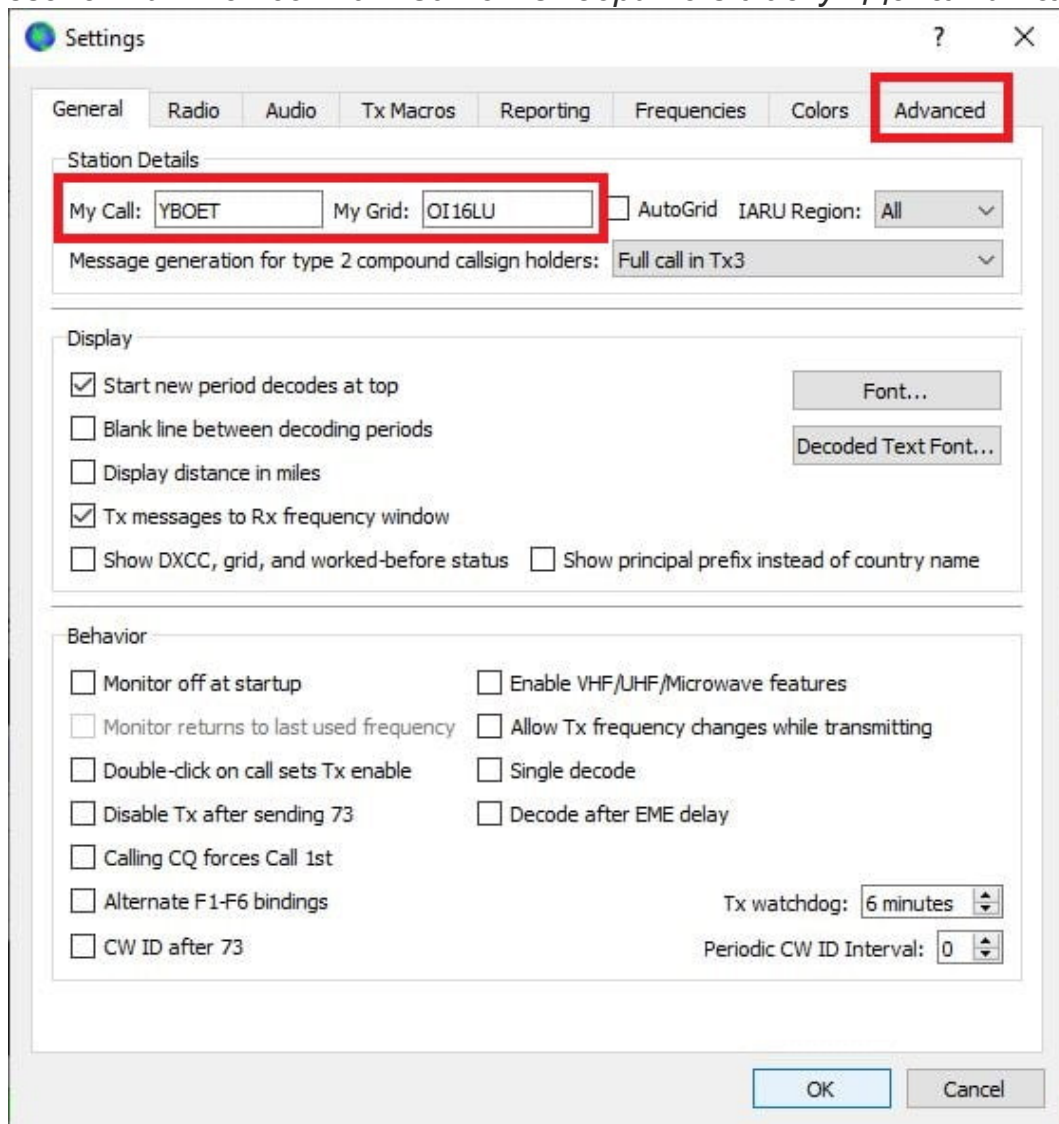 Settings
? X
General Radio Audio Tx Macros Reporting Frequencies Colors Advanced
Station Details
My Call: YB0ET My Grid: OI16LU AutoGrid IARU Region: All
Message generation for type 2 compound callsign holders: Full call in Tx3
Display
Start new period decodes at top
Font...
Blank line between decoding periods
Decoded Text Font...
Display distance in miles
Tx messages to Rx frequency window
Show DXCC, grid, and worked-before status Show principal prefix instead of country name
Behavior
Monitor off at startup Enable VHF/UHF/Microwave features
Monitor returns to last used frequency Allow Tx frequency changes while transmitting
Double-click on call sets Tx enable Single decode
Disable Tx after sending 73 Decode after EME delay
Calling CQ forces Call 1st
Alternate F1-F6 bindings Tx watchdog: 6 minutes
CW ID after 73 Periodic CW ID Interval: 0
OK Cancel